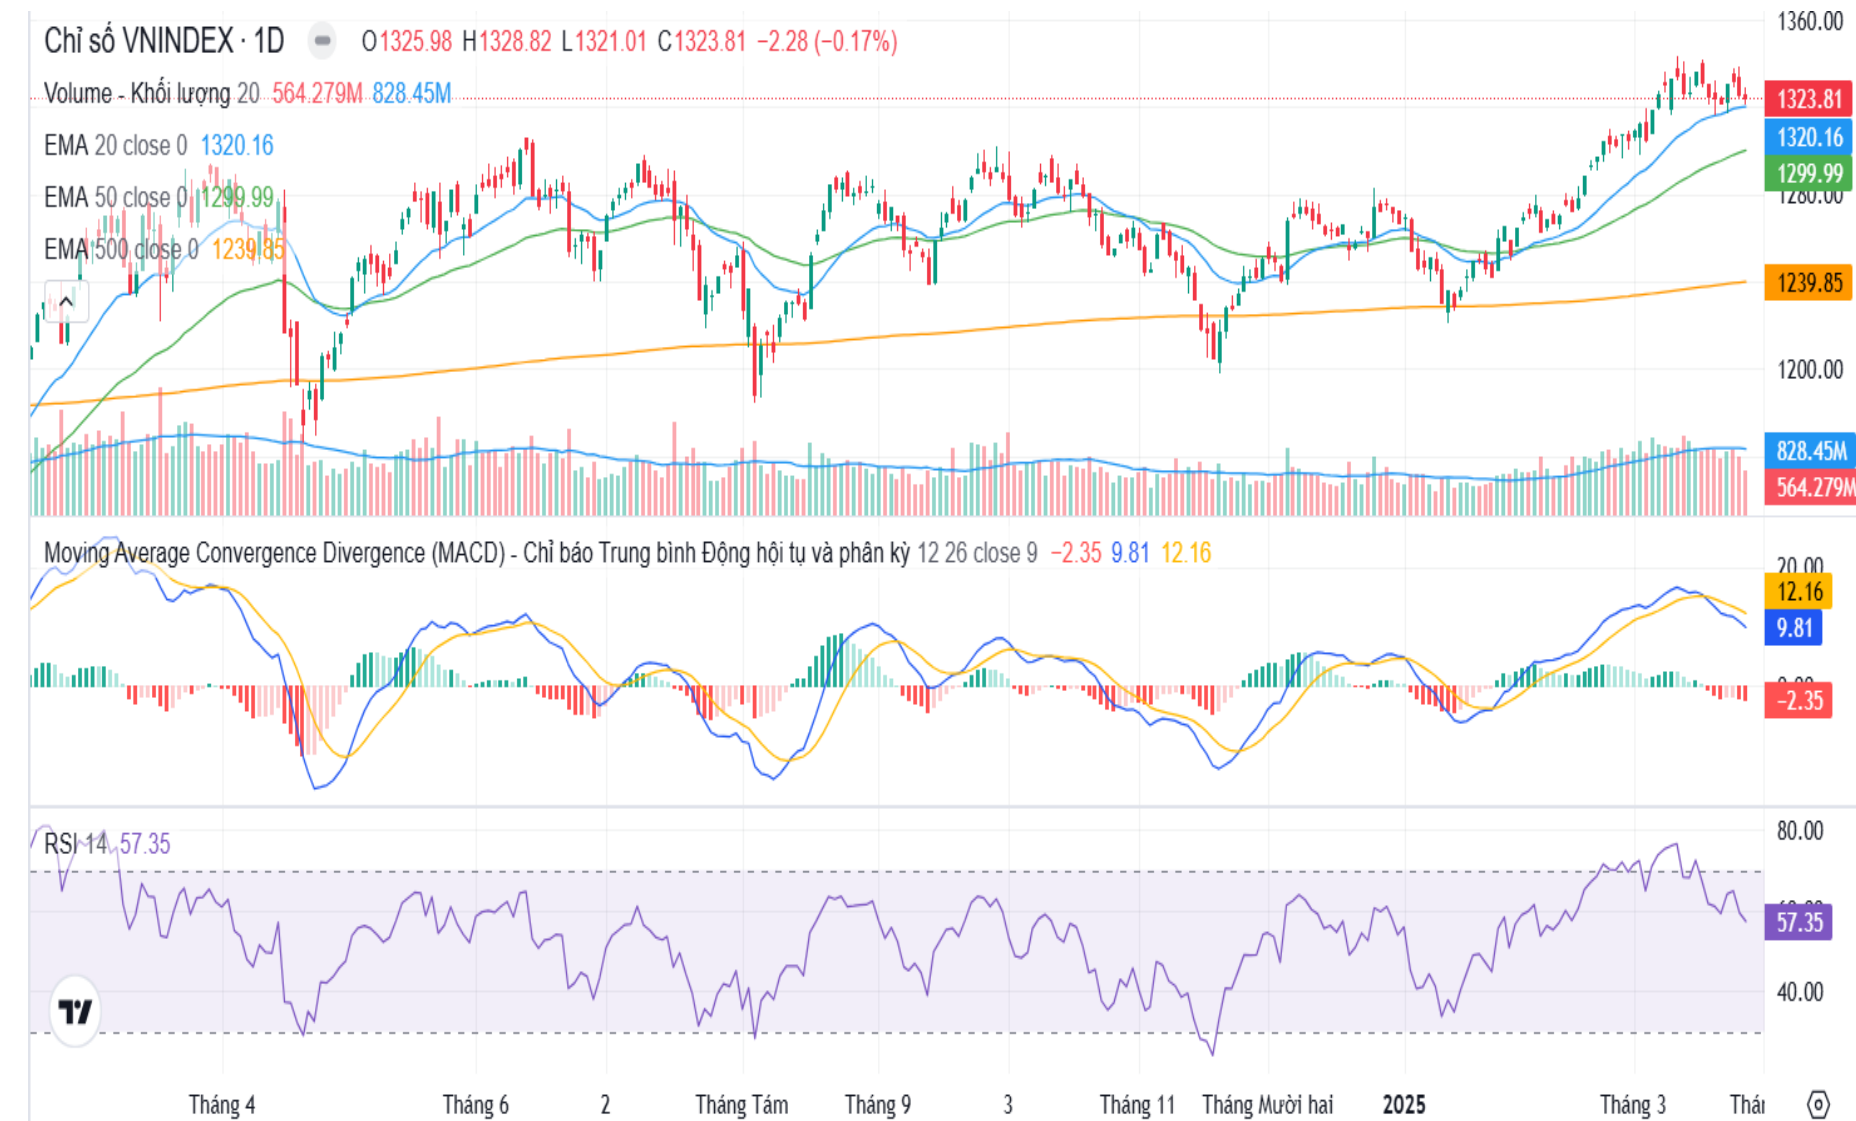 Chỉ số VNINDEX · 1D O1325.98 H1328.82 L1321.01 C1323.81 −2.28 (−0.17%)
Volume - Khối lượng 20 564.279M 828.45M
EMA 20 close 0 1320.16
EMA 50 close 0 1299.99
EMA 500 close 0 1239.85
1360.00
1323.81
1320.16
1299.99
1280.00
1239.85
1200.00
828.45M
564.279M
Moving Average Convergence Divergence (MACD) - Chỉ báo Trung bình Động hội tụ và phân kỳ 12 26 close 9 −2.35 9.81 12.16
20.00
12.16
9.81
0.00
−2.35
RSI 14 57.35
80.00
60.00
57.35
40.00
Tháng 4 Tháng 6 2 Tháng Tám Tháng 9 3 Tháng 11 Tháng Mười hai 2025 Tháng 3